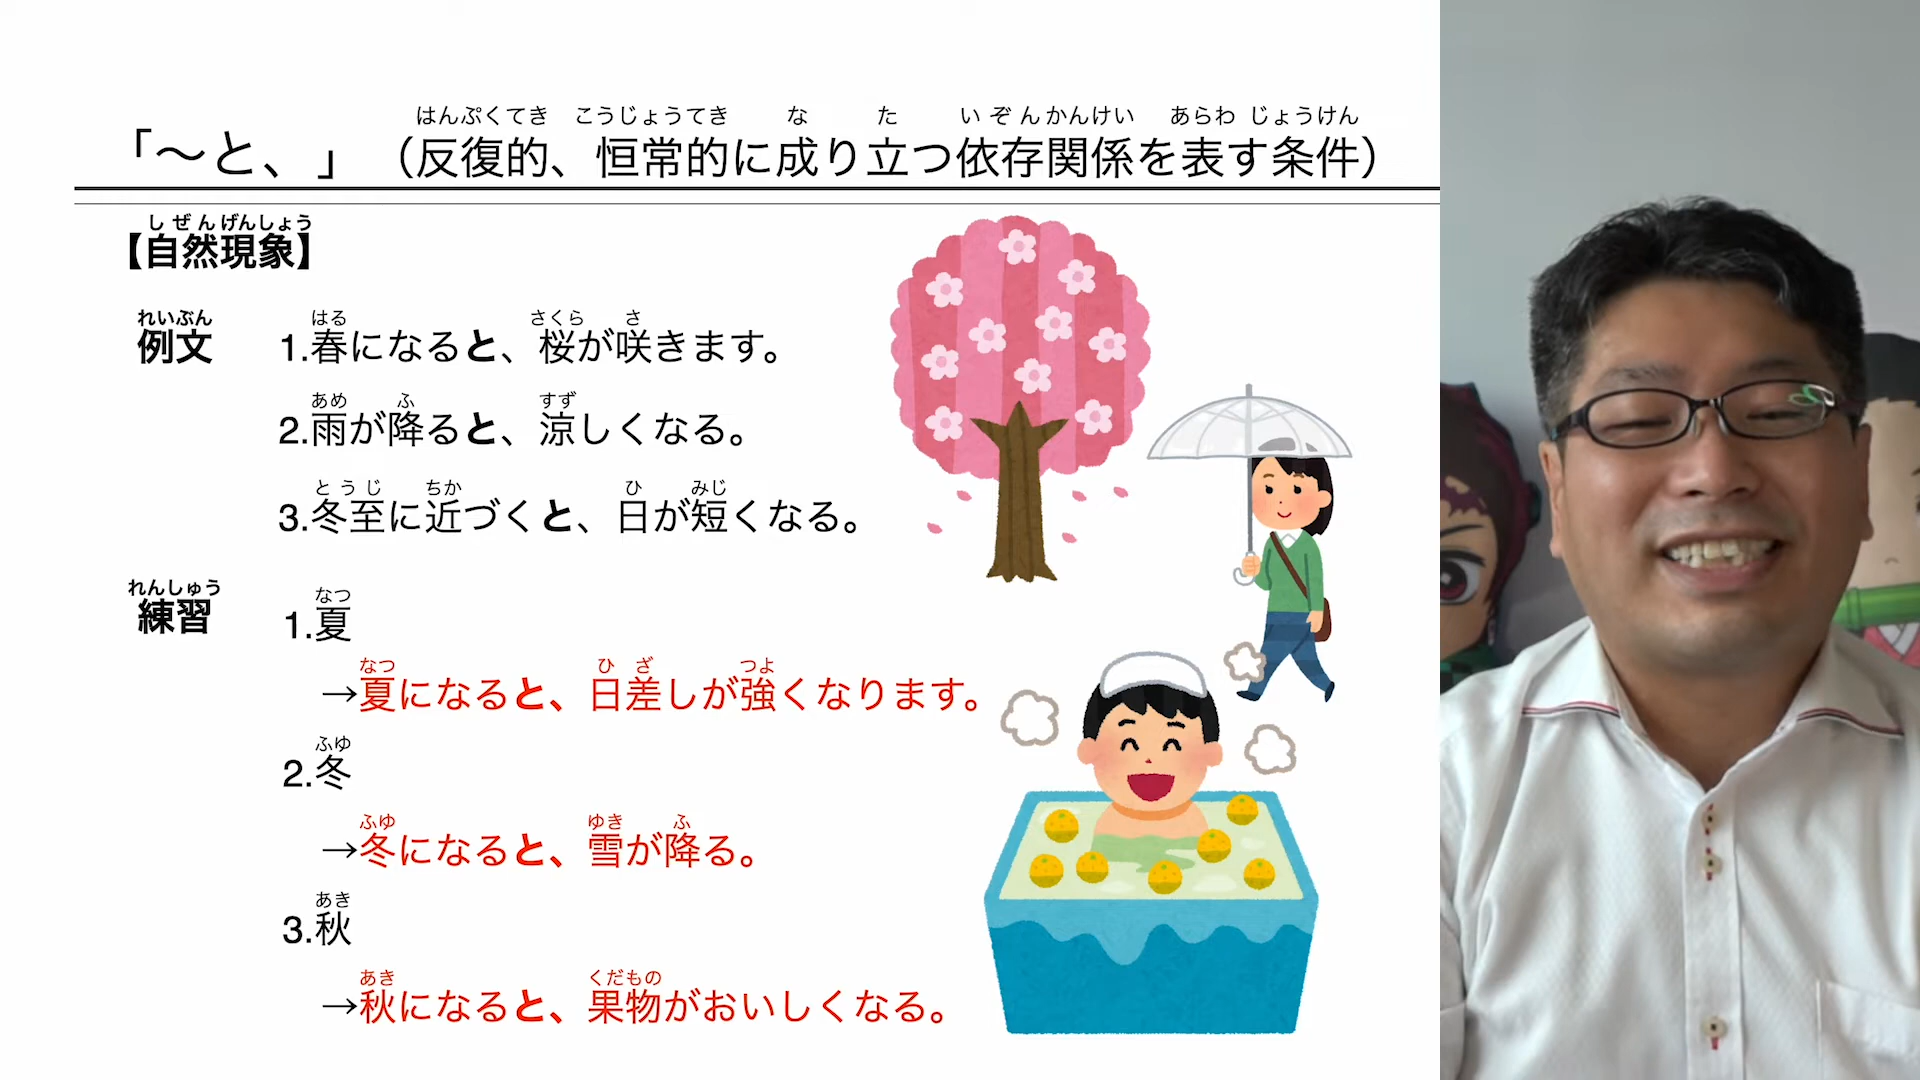 はんぷくてき こうじょうてき な た いぞんかんけい あらわ じょうけん
「〜と、」（反復的、恒常的に成り立つ依存関係を表す条件）
しぜんげんしょう
【自然現象】
れいぶん はる さくら さ
例文 1.春になると、桜が咲きます。
あめ ふ すず
2.雨が降ると、涼しくなる。
とうじ ちか ひ みじ
3.冬至に近づくと、日が短くなる。
れんしゅう なつ
練習 1.夏
なつ ひざ つよ
→夏になると、日差しが強くなります。
ふゆ
2.冬
ふゆ ゆき ふ
→冬になると、雪が降る。
あき
3.秋
あき くだもの
→秋になると、果物がおいしくなる。